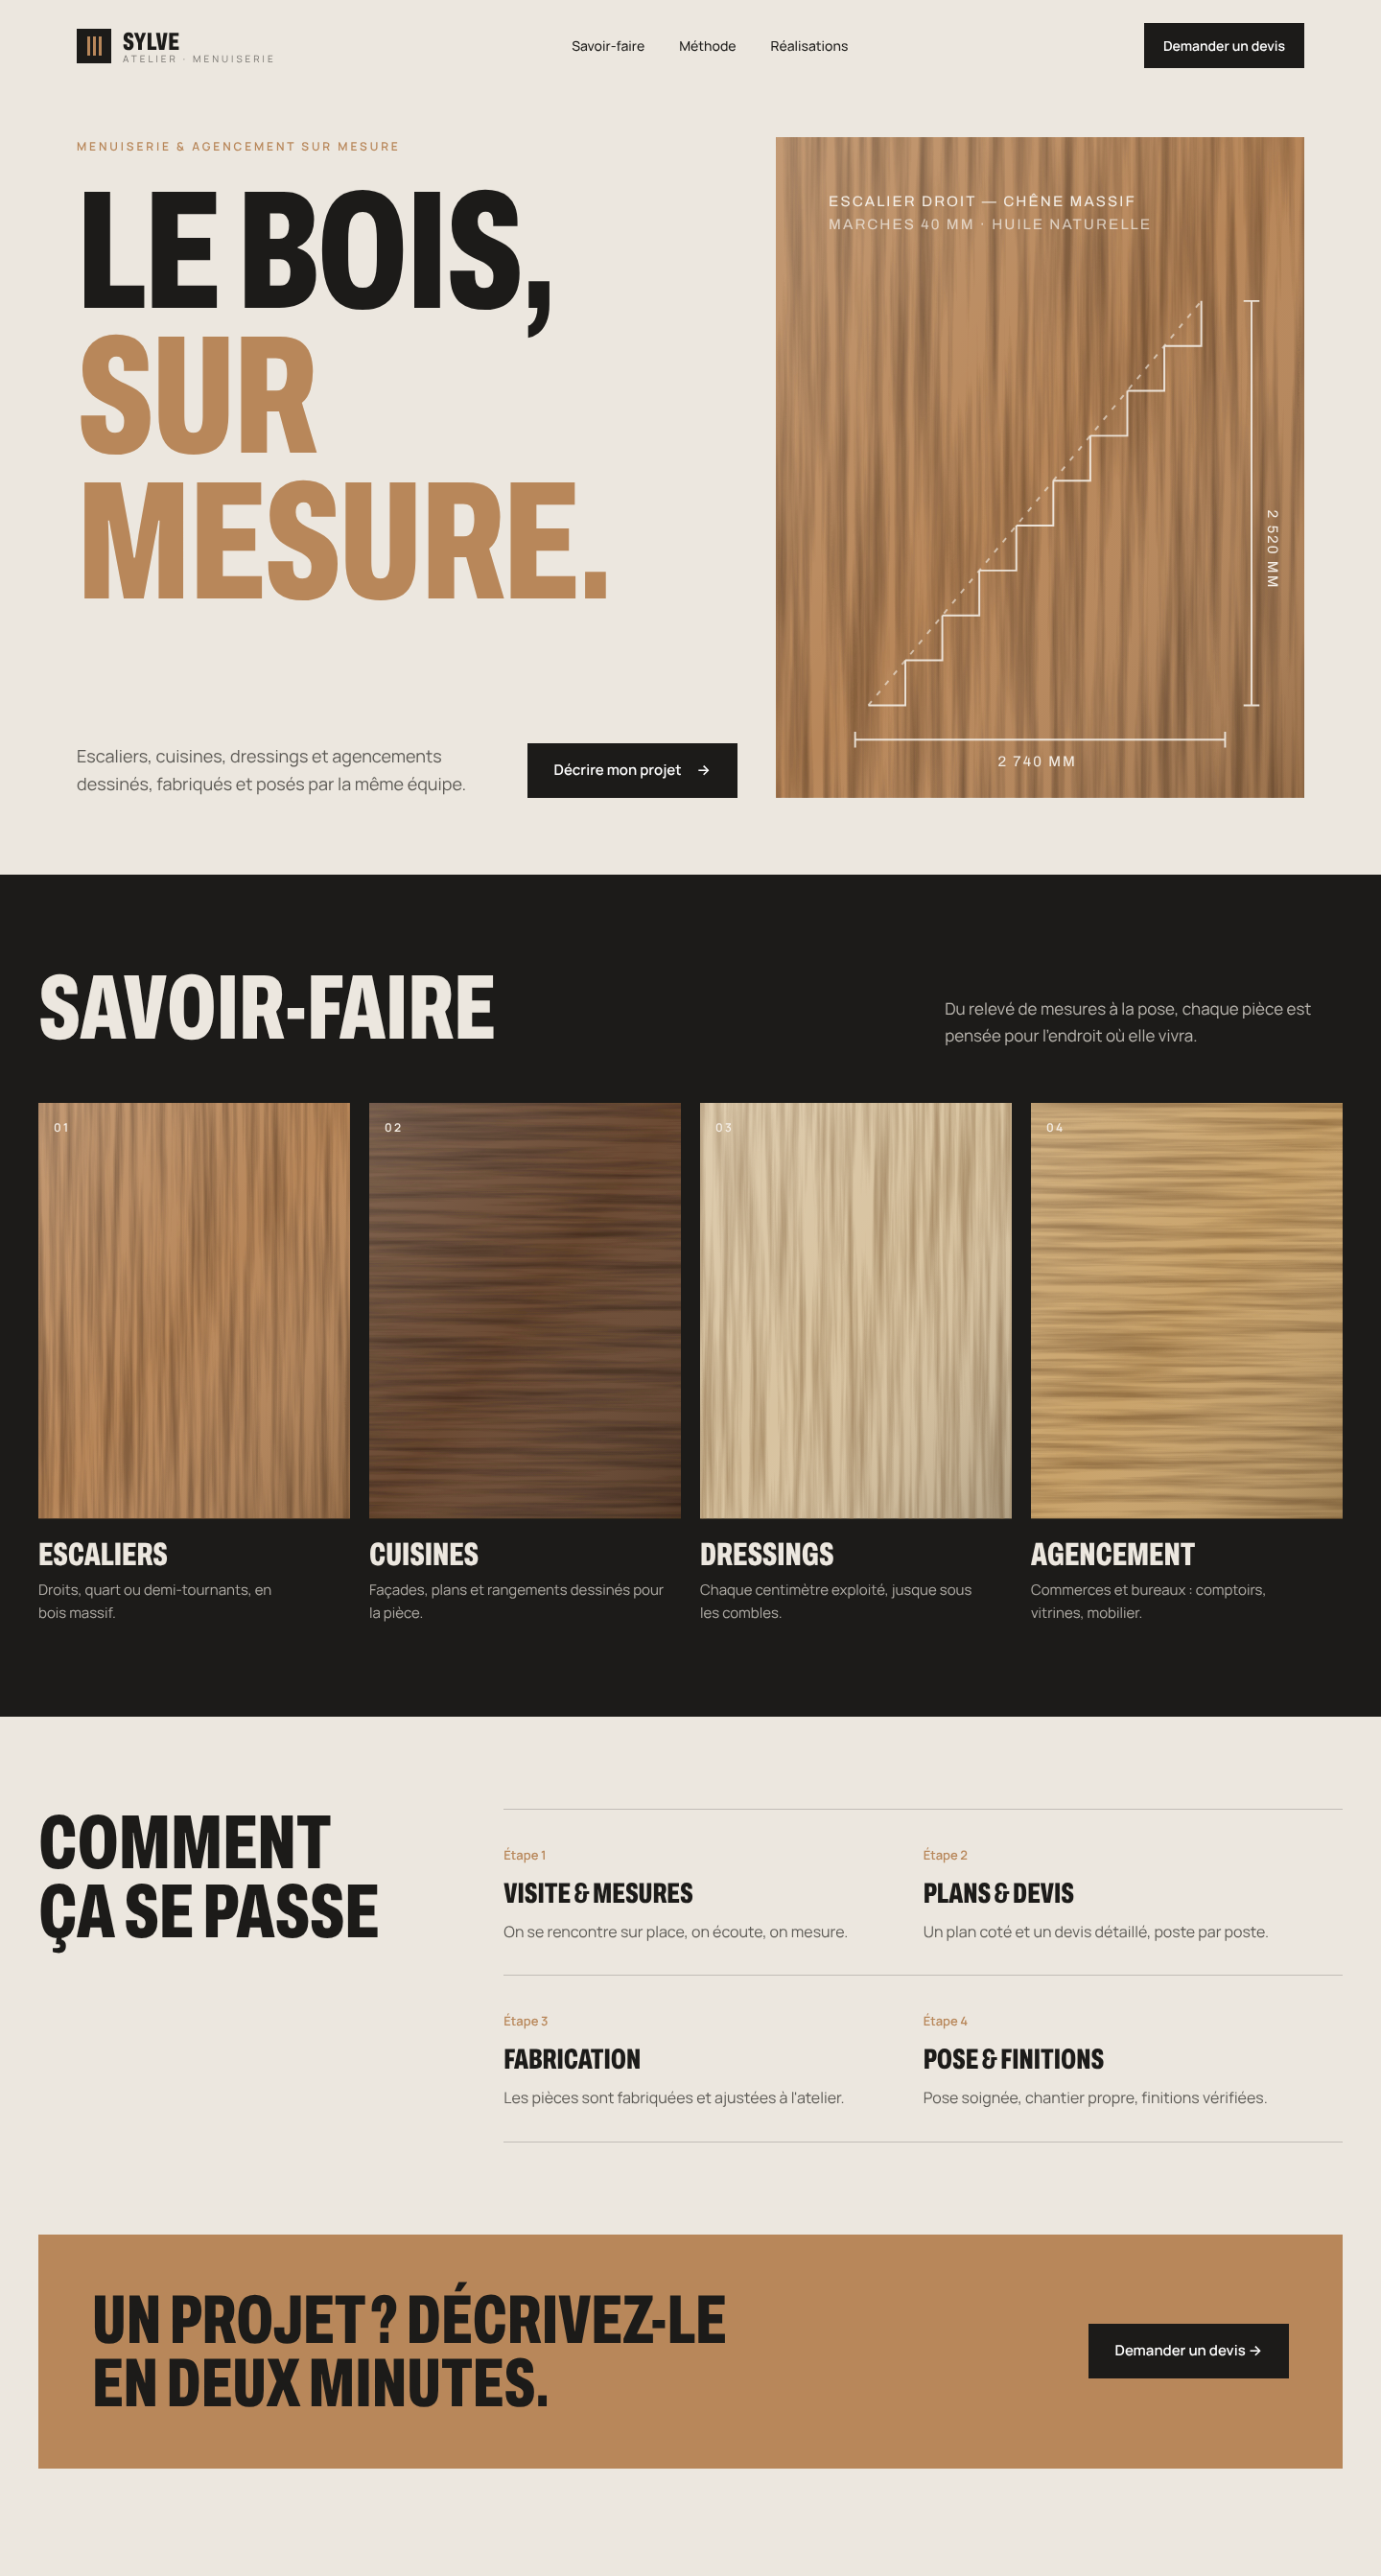 SYLVE
ATELIER · MENUISERIE
Savoir-faire
Méthode
Réalisations
Demander un devis
MENUISERIE & AGENCEMENT SUR MESURE
LE BOIS,
SUR
MESURE.
Escaliers, cuisines, dressings et agencements
dessinés, fabriqués et posés par la même équipe.
Décrire mon projet →
ESCALIER DROIT — CHÊNE MASSIF
MARCHES 40 MM · HUILE NATURELLE
2 520 MM
2 740 MM
SAVOIR-FAIRE
Du relevé de mesures à la pose, chaque pièce est
pensée pour l'endroit où elle vivra.
01
02
03
04
ESCALIERS
Droits, quart ou demi-tournants, en
bois massif.
CUISINES
Façades, plans et rangements dessinés pour
la pièce.
DRESSINGS
Chaque centimètre exploité, jusque sous
les combles.
AGENCEMENT
Commerces et bureaux : comptoirs,
vitrines, mobilier.
COMMENT
ÇA SE PASSE
Étape 1
VISITE & MESURES
On se rencontre sur place, on écoute, on mesure.
Étape 2
PLANS & DEVIS
Un plan coté et un devis détaillé, poste par poste.
Étape 3
FABRICATION
Les pièces sont fabriquées et ajustées à l'atelier.
Étape 4
POSE & FINITIONS
Pose soignée, chantier propre, finitions vérifiées.
UN PROJET ? DÉCRIVEZ-LE
EN DEUX MINUTES.
Demander un devis →